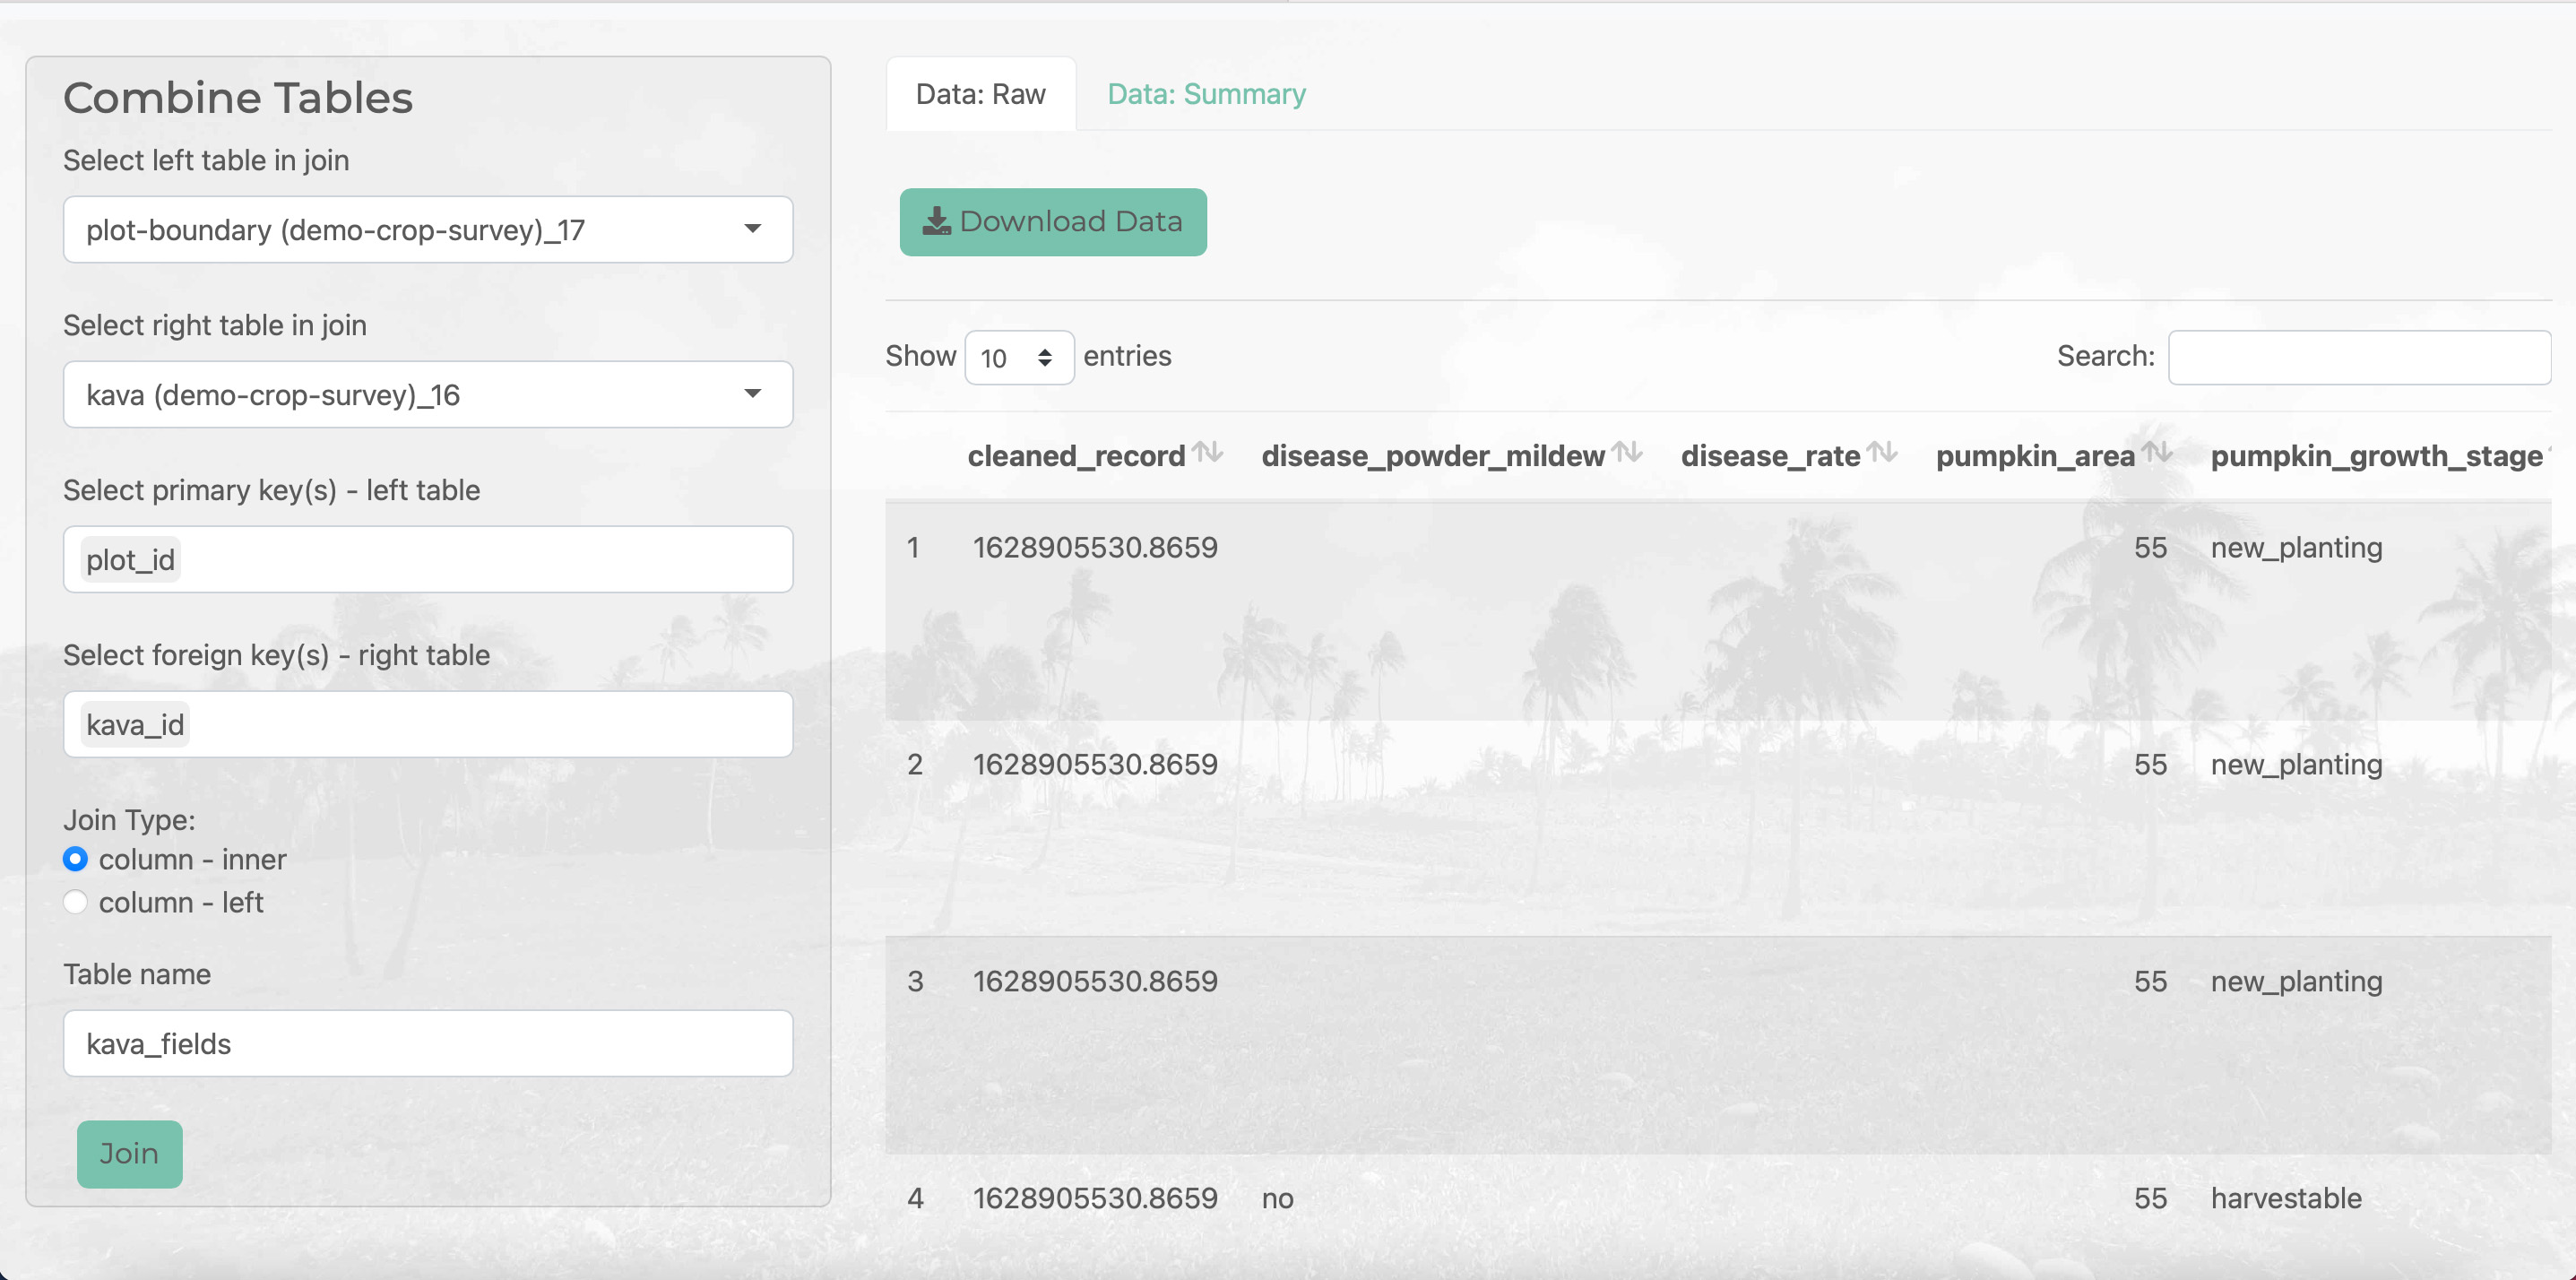 Combine Tables
Select left table in join
plot-boundary (demo-crop-survey)_17
Select right table in join
kava (demo-crop-survey)_16
Select primary key(s) - left table
plot_id
Select foreign key(s) - right table
kava_id
Join Type:
column - inner
column - left
Table name
kava_fields
Join
Data: Raw Data: Summary
Download Data
Show 10 entries Search:
cleaned_record disease_powder_mildew disease_rate pumpkin_area pumpkin_growth_stage
1 1628905530.8659 55 new_planting
2 1628905530.8659 55 new_planting
3 1628905530.8659 55 new_planting
4 1628905530.8659 no 55 harvestable